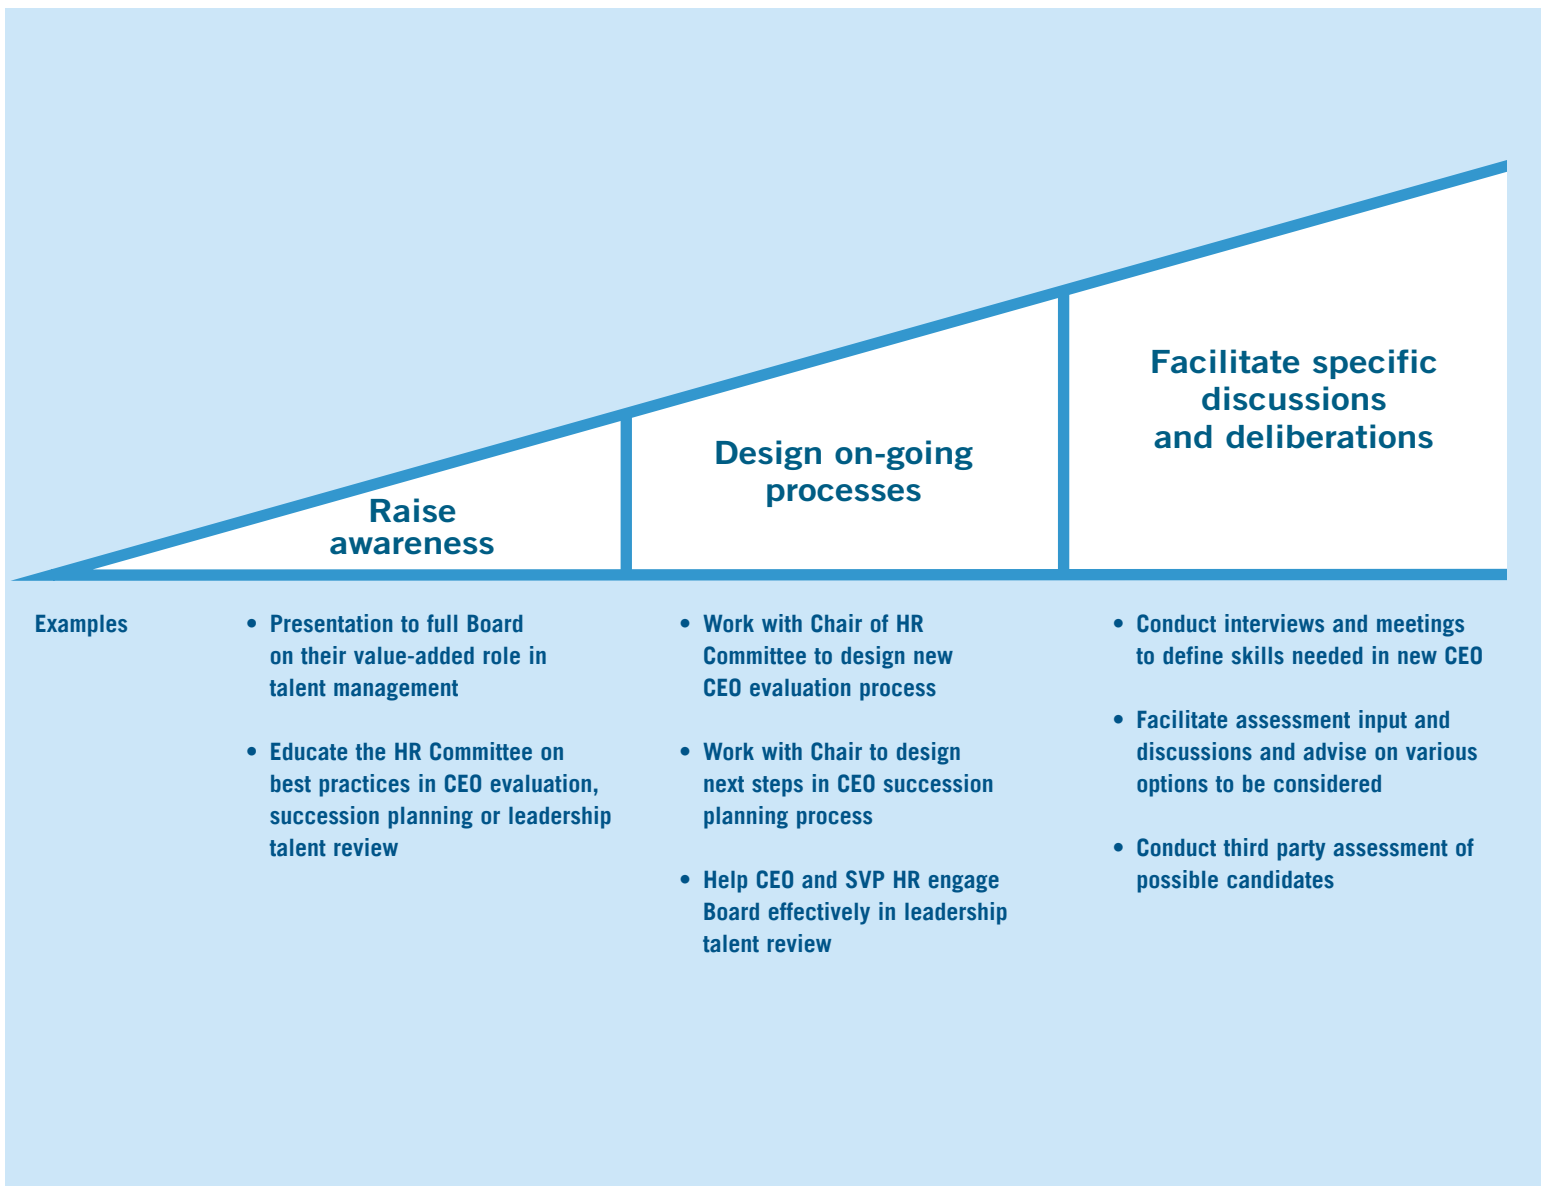 Raise
awareness
Design on-going
processes
Facilitate specific
discussions
and deliberations
Examples
• Presentation to full Board
on their value-added role in
talent management
• Educate the HR Committee on
best practices in CEO evaluation,
succession planning or leadership
talent review
• Work with Chair of HR
Committee to design new
CEO evaluation process
• Work with Chair to design
next steps in CEO succession
planning process
• Help CEO and SVP HR engage
Board effectively in leadership
talent review
• Conduct interviews and meetings
to define skills needed in new CEO
• Facilitate assessment input and
discussions and advise on various
options to be considered
• Conduct third party assessment of
possible candidates